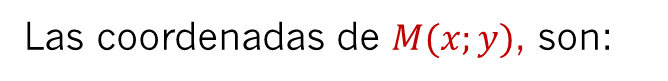 Las coordenadas de M(x; y), son: